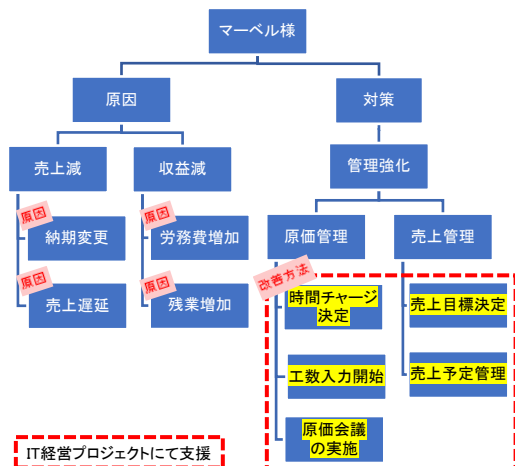 マーベル様
原因
対策
売上減
収益減
管理強化
原因
納期変更
原因
労務費増加
原価管理
売上管理
原因
売上遅延
原因
残業増加
改善方法
時間チャージ
決定
売上目標決定
工数入力開始
売上予定管理
原価会議
の実施
IT経営プロジェクトにて支援